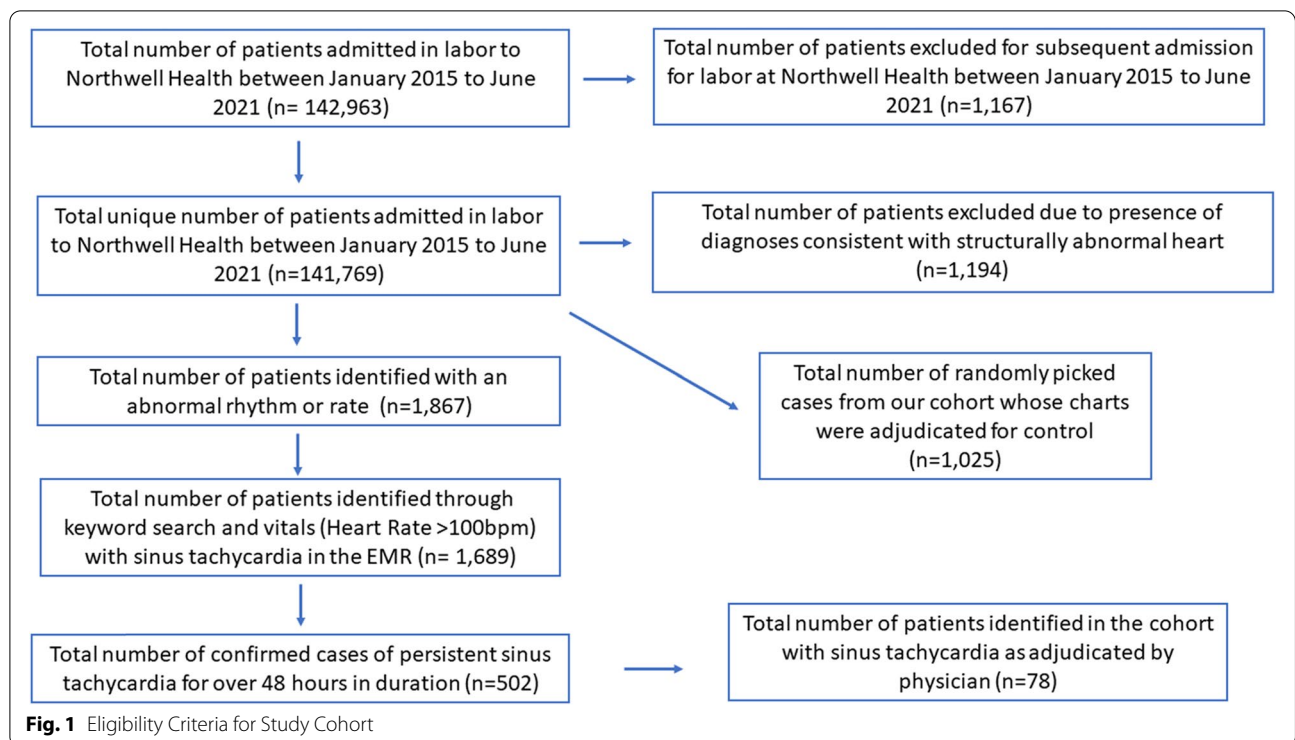 Total number of patients admitted in labor to
Northwell Health between January 2015 to June
2021 (n= 142,963)
Total number of patients excluded for subsequent admission
for labor at Northwell Health between January 2015 to June
2021 (n=1,167)
Total unique number of patients admitted in labor
to Northwell Health between January 2015 to June
2021 (n=141,769)
Total number of patients excluded due to presence of
diagnoses consistent with structurally abnormal heart
(n=1,194)
Total number of patients identified with an
abnormal rhythm or rate (n=1,867)
Total number of randomly picked
cases from our cohort whose charts
were adjudicated for control
(n=1,025)
Total number of patients identified through
keyword search and vitals (Heart Rate >100bpm)
with sinus tachycardia in the EMR (n= 1,689)
Total number of confirmed cases of persistent sinus
tachycardia for over 48 hours in duration (n=502)
Total number of patients identified in the cohort
with sinus tachycardia as adjudicated by
physician (n=78)
Fig. 1 Eligibility Criteria for Study Cohort